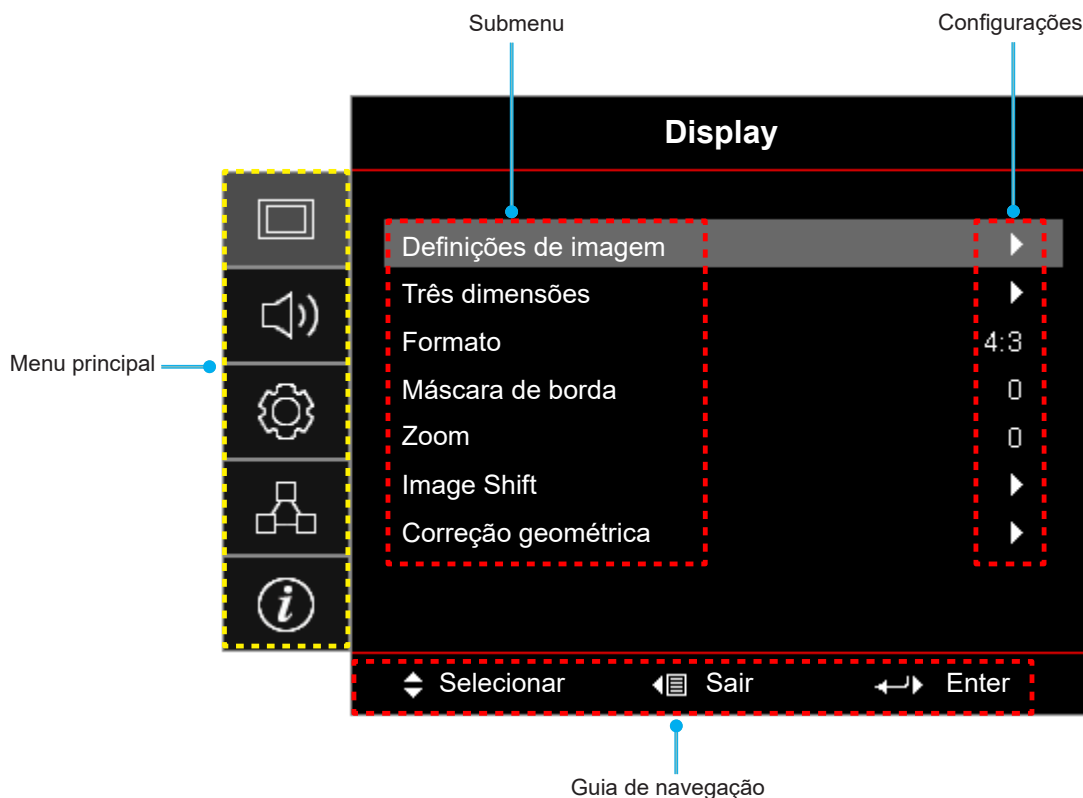 Submenu
Configurações
Display
Menu principal
Definições de imagem
Três dimensões
Formato 4:3
Máscara de borda 0
Zoom 0
Image Shift
Correção geométrica
Selecionar Sair Enter
Guia de navegação